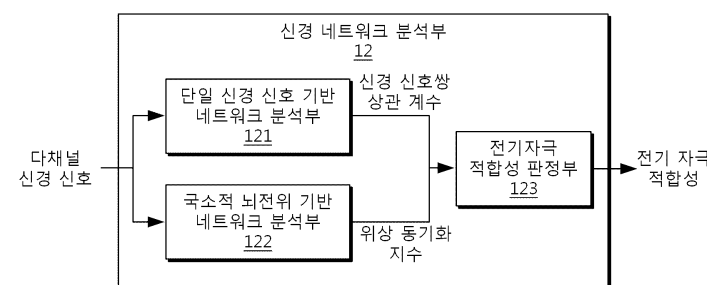 신경 네트워크 분석부
12
단일 신경 신호 기반
네트워크 분석부
121
신경 신호쌍
상관 계수
다채널
신경 신호
전기자극
적합성 판정부
123
전기 자극
적합성
국소적 뇌전위 기반
네트워크 분석부
122
위상 동기화
지수